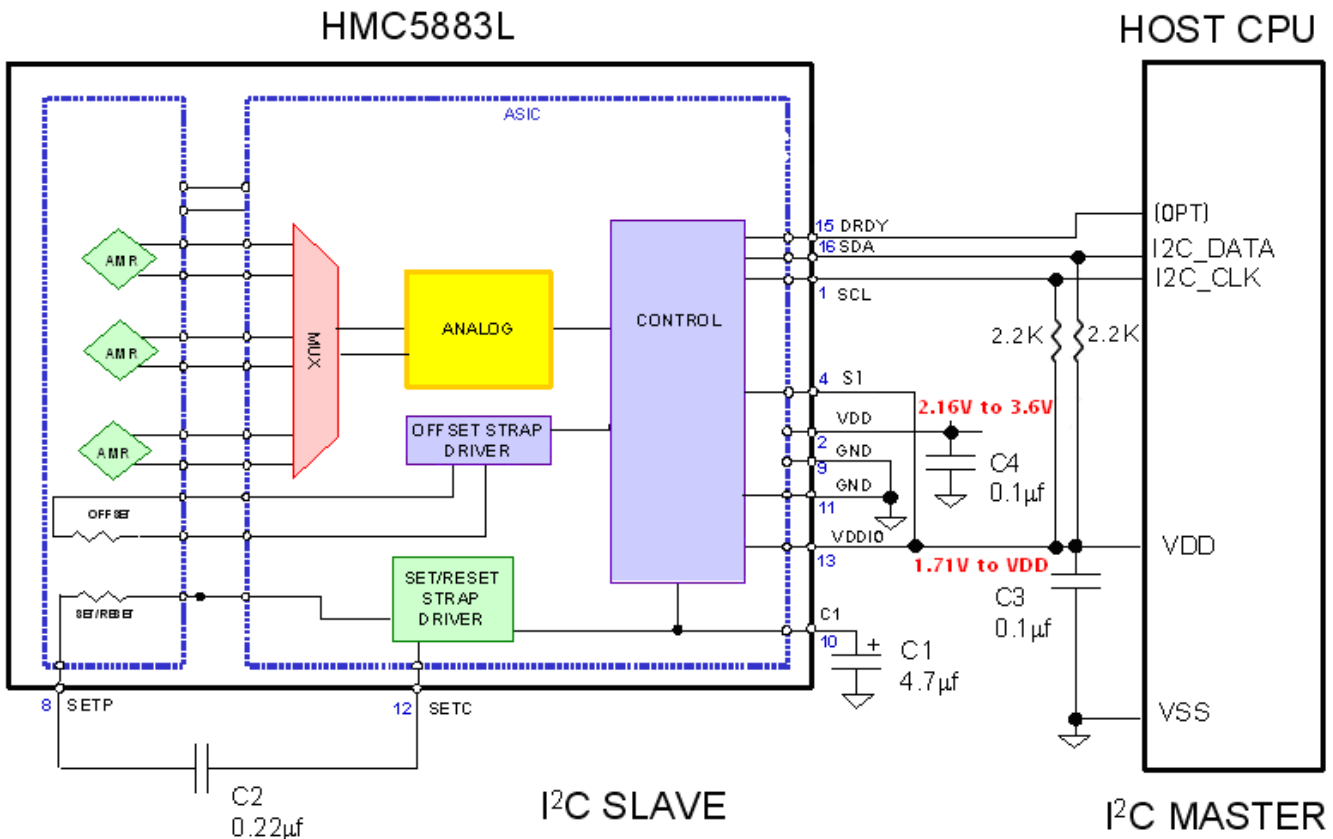 HMC5883L
HOST CPU
ASIC
AMR
AMR
AMR
MUX
ANALOG
CONTROL
OFFSET STRAP
DRIVER
OFFSET
SET/RESET
SET/RESET
STRAP
DRIVER
15 DRDY
16 SDA
1 SCL
4 S1
VDD
2
GND
9
GND
11
VDDIO
13
C1
10
(OPT)
I2C_DATA
I2C_CLK
2.2K
2.2K
2.16V to 3.6V
C4
0.1µf
1.71V to VDD
VDD
C3
0.1µf
C1
+
4.7µf
VSS
8 SETP
12 SETC
C2
0.22µf
I²C SLAVE
I²C MASTER